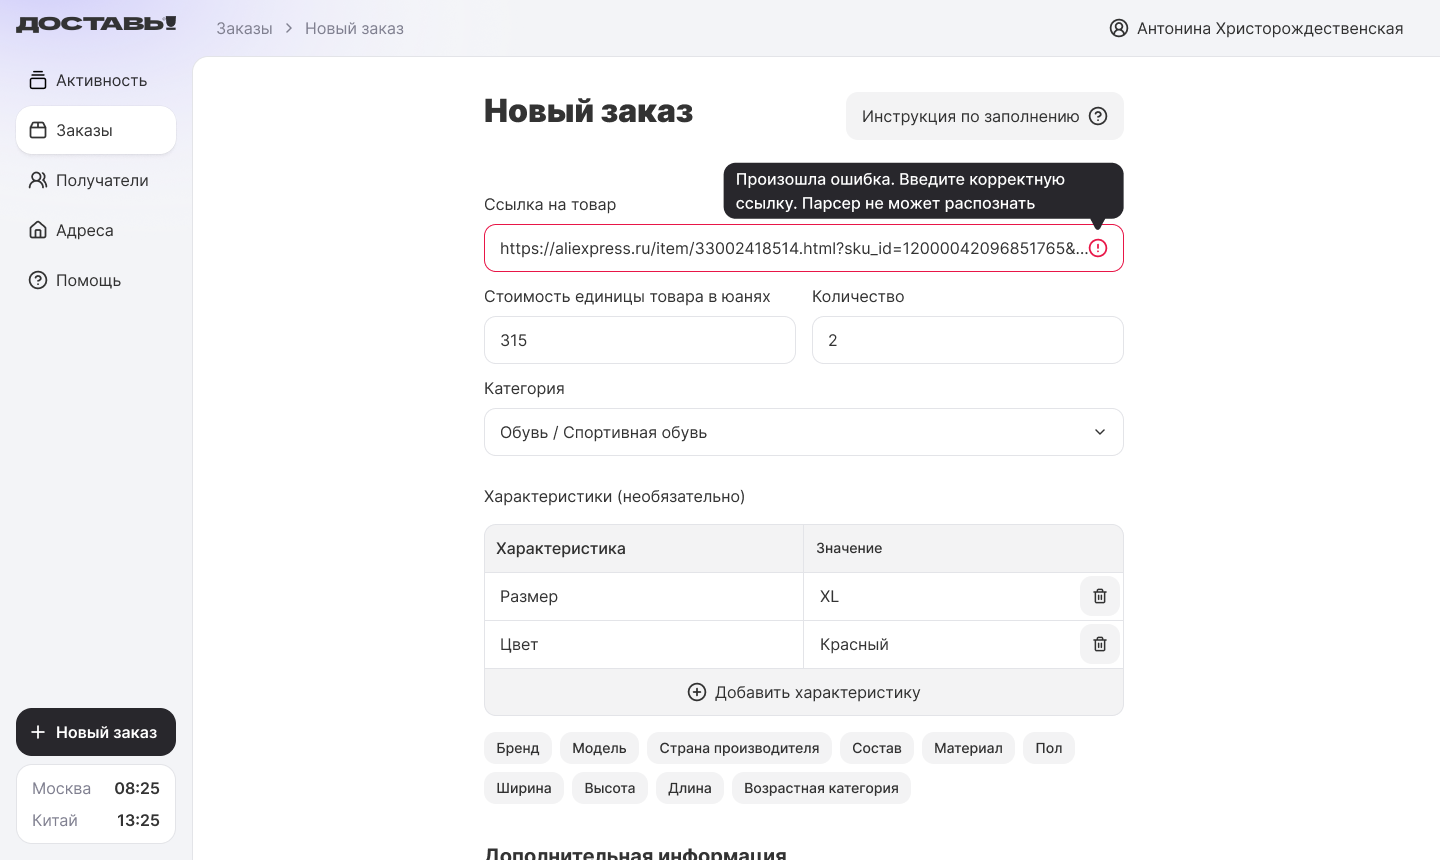 ДОСТАВЬ!
Заказы > Новый заказ
Антонина Христорождественская
Активность
Заказы
Получатели
Адреса
Помощь
Новый заказ
Москва 08:25
Китай 13:25
Новый заказ
Инструкция по заполнению
Произошла ошибка. Введите корректную
ссылку. Парсер не может распознать
Ссылка на товар
https://aliexpress.ru/item/33002418514.html?sku_id=12000042096851765&...
Стоимость единицы товара в юанях
Количество
315
2
Категория
Обувь / Спортивная обувь
Характеристики (необязательно)
Характеристика Значение
Размер XL
Цвет Красный
Добавить характеристику
Бренд Модель Страна производителя Состав Материал Пол
Ширина Высота Длина Возрастная категория
Дополнительная информация